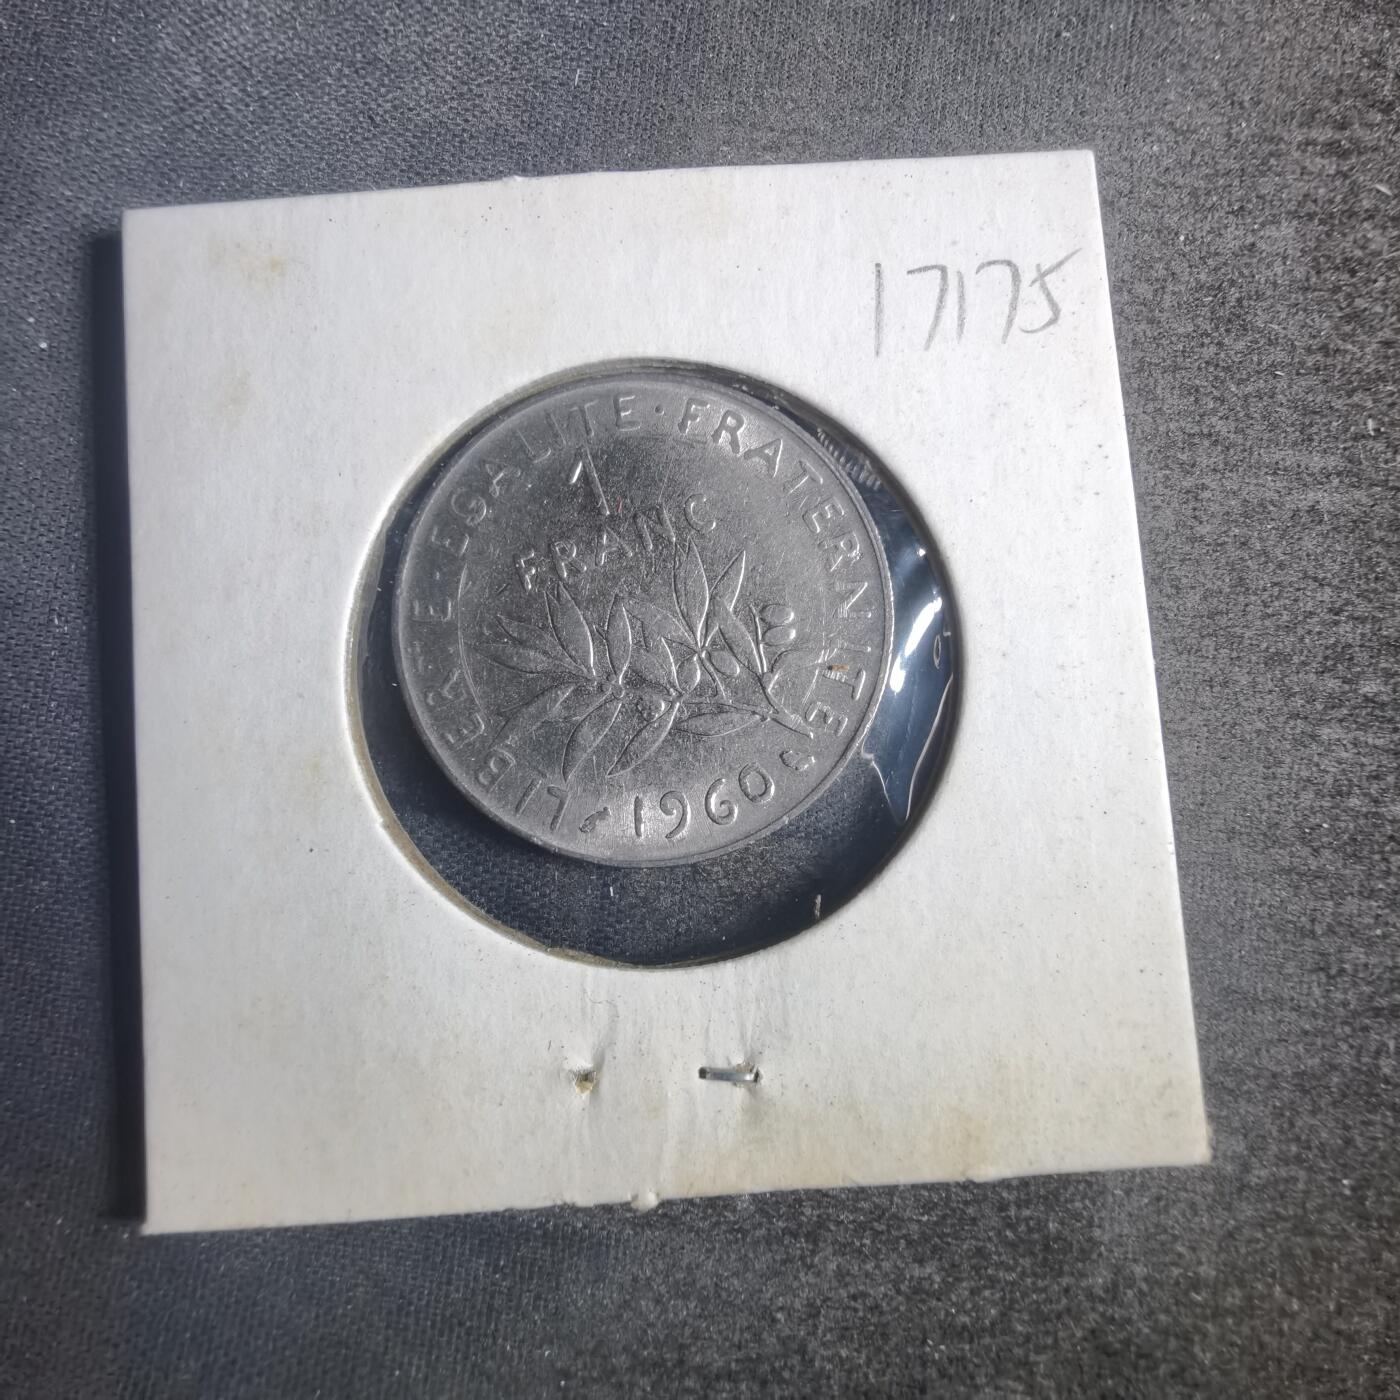 17175
LIBERTE · EGALITE · FRATERNITE
1
FRANC
1960